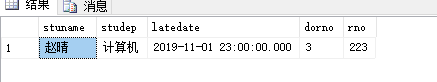 结果 消息
stuname studep latedate dorno rno
1 赵晴 计算机 2019-11-01 23:00:00.000 3 223